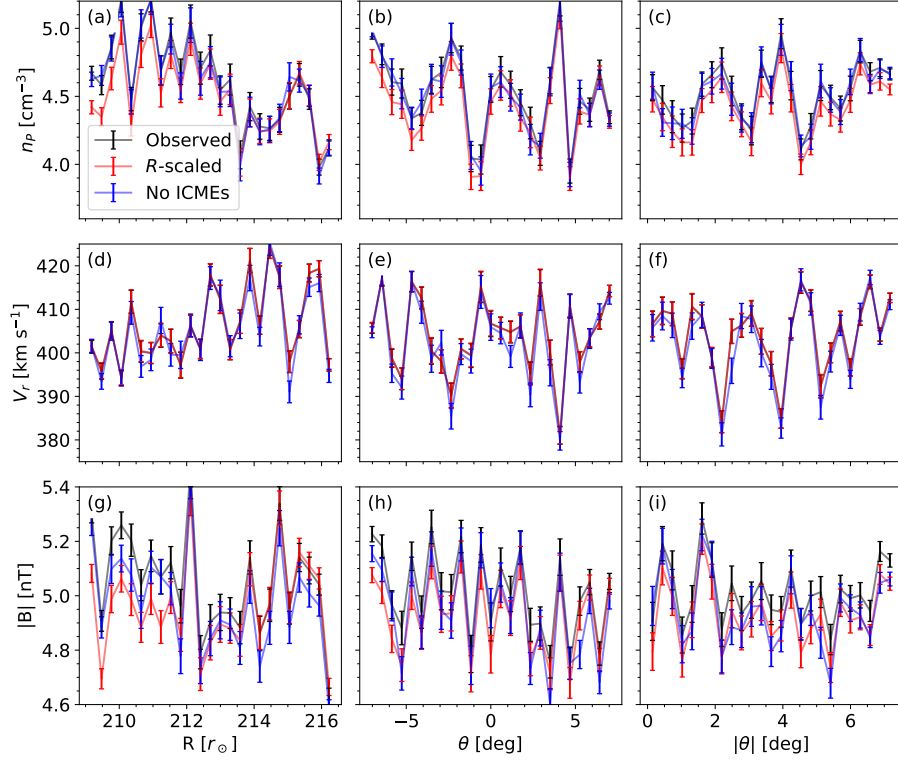 (a)
(b)
(c)
5.0
4.5
4.0
n_P [cm⁻³]
Observed
R-scaled
No ICMEs
(d)
(e)
(f)
420
410
400
390
380
V_r [km s⁻¹]
(g)
(h)
(i)
5.4
5.2
5.0
4.8
4.6
|B| [nT]
210 212 214 216
−5 0 5
0 2 4 6
R [r_⊙]
θ [deg]
|θ| [deg]